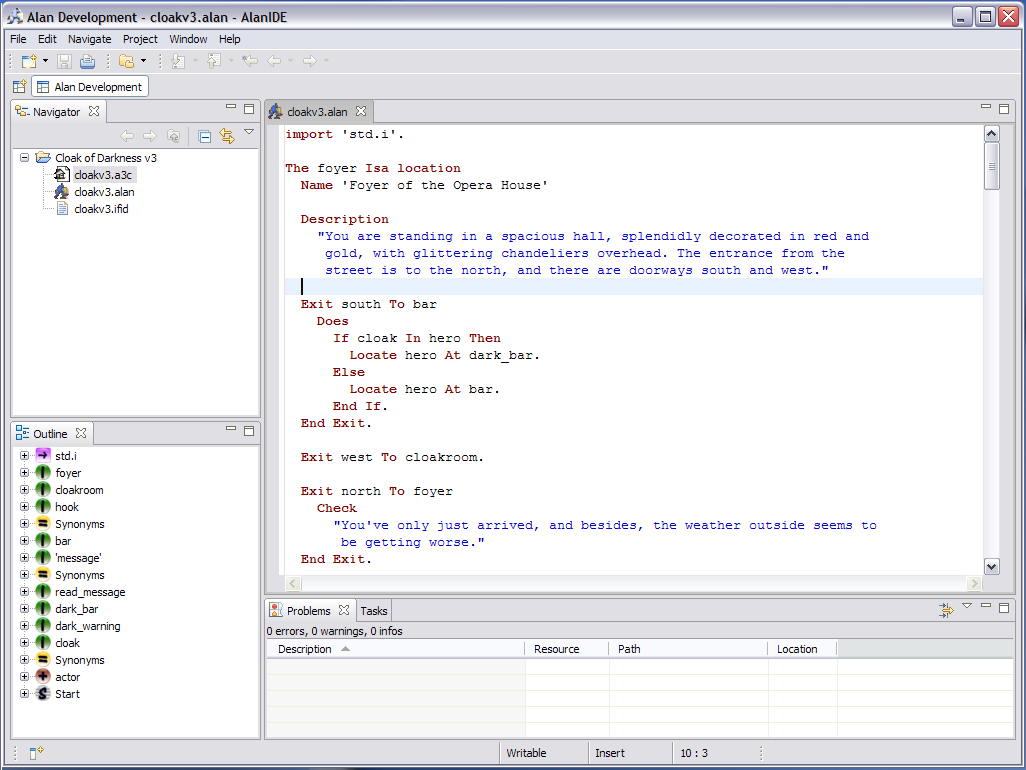 Alan Development - cloakv3.alan - AlanIDE
File Edit Navigate Project Window Help
Alan Development
Navigator
Cloak of Darkness v3
cloakv3.a3c
cloakv3.alan
cloakv3.ifid
Outline
std.i
foyer
cloakroom
hook
Synonyms
bar
'message'
Synonyms
read_message
dark_bar
dark_warning
cloak
Synonyms
actor
Start
cloakv3.alan
import 'std.i'.
The foyer Isa location
Name 'Foyer of the Opera House'
Description
"You are standing in a spacious hall, splendidly decorated in red and
gold, with glittering chandeliers overhead. The entrance from the
street is to the north, and there are doorways south and west."
Exit south To bar
Does
If cloak In hero Then
Locate hero At dark_bar.
Else
Locate hero At bar.
End If.
End Exit.
Exit west To cloakroom.
Exit north To foyer
Check
"You've only just arrived, and besides, the weather outside seems to
be getting worse."
End Exit.
Problems Tasks
0 errors, 0 warnings, 0 infos
Description Resource Path Location
Writable Insert 10 : 3